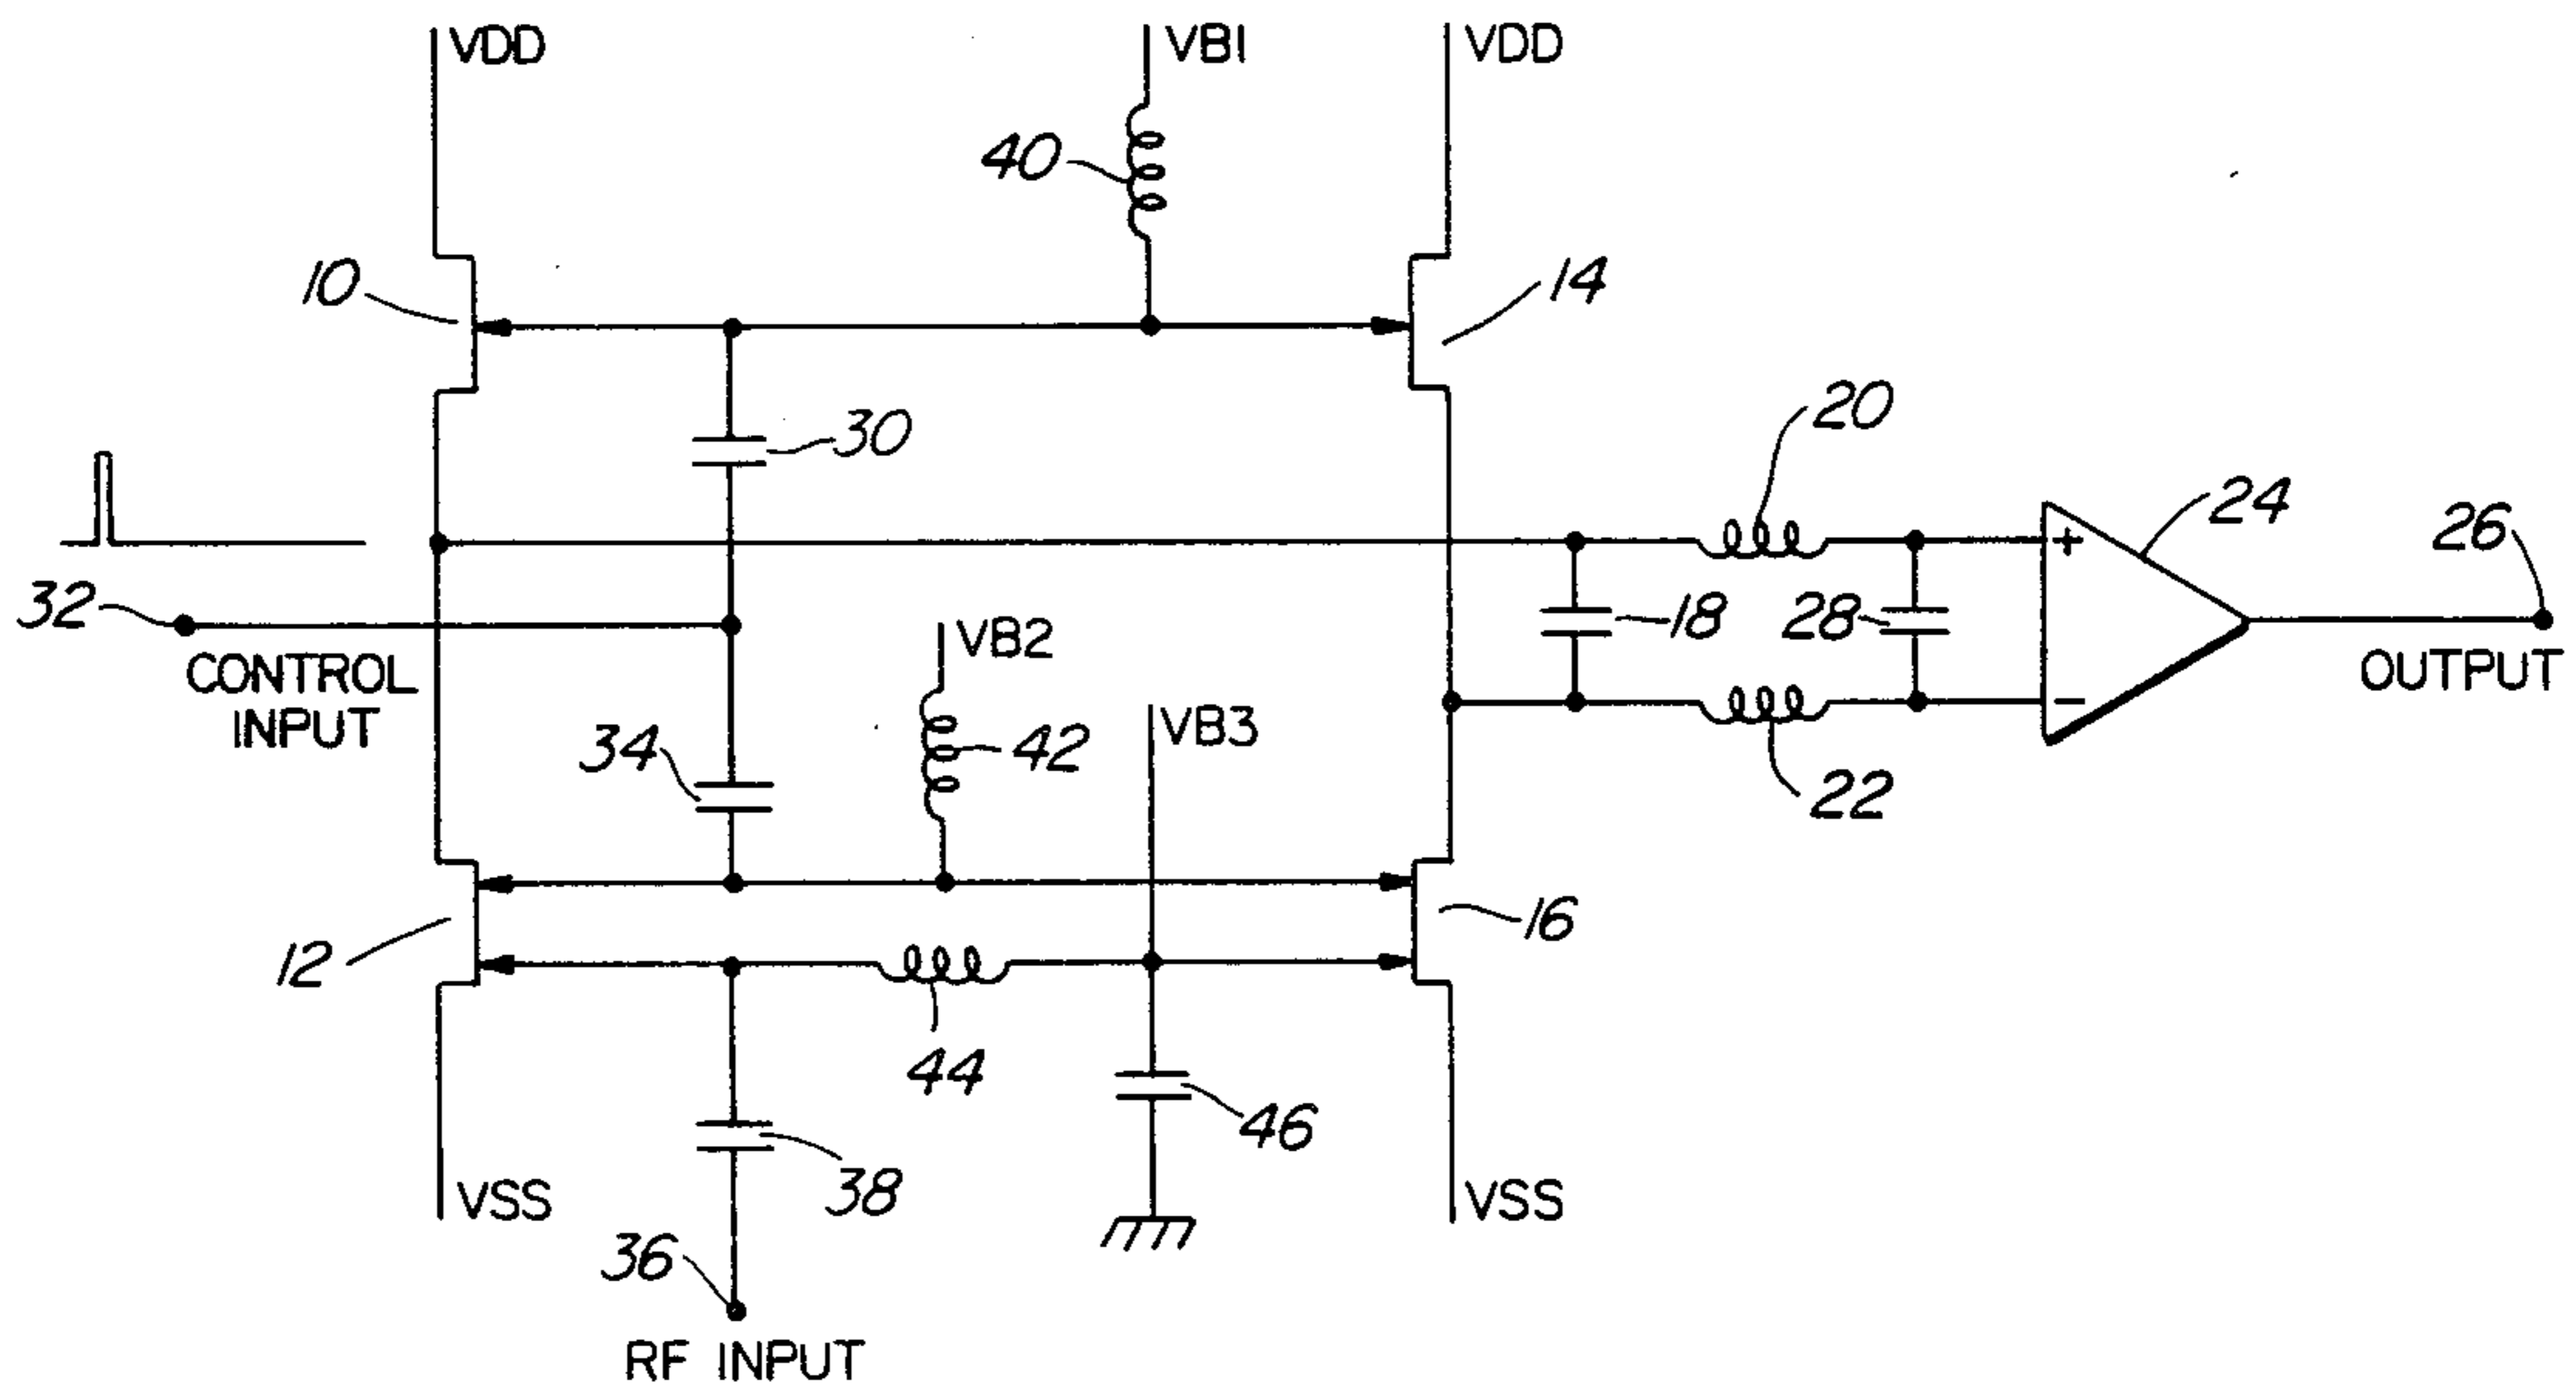 VDD
VB1
VDD
40
10
14
20
30
24
26
32
CONTROL
INPUT
VB2
18
28
OUTPUT
34
42
VB3
22
12
16
44
46
38
VSS
VSS
36
RF INPUT
+
−